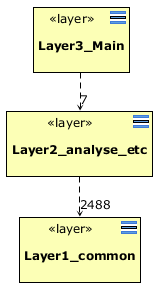 «layer»
Layer3_Main
7
«layer»
Layer2_analyse_etc
2488
«layer»
Layer1_common